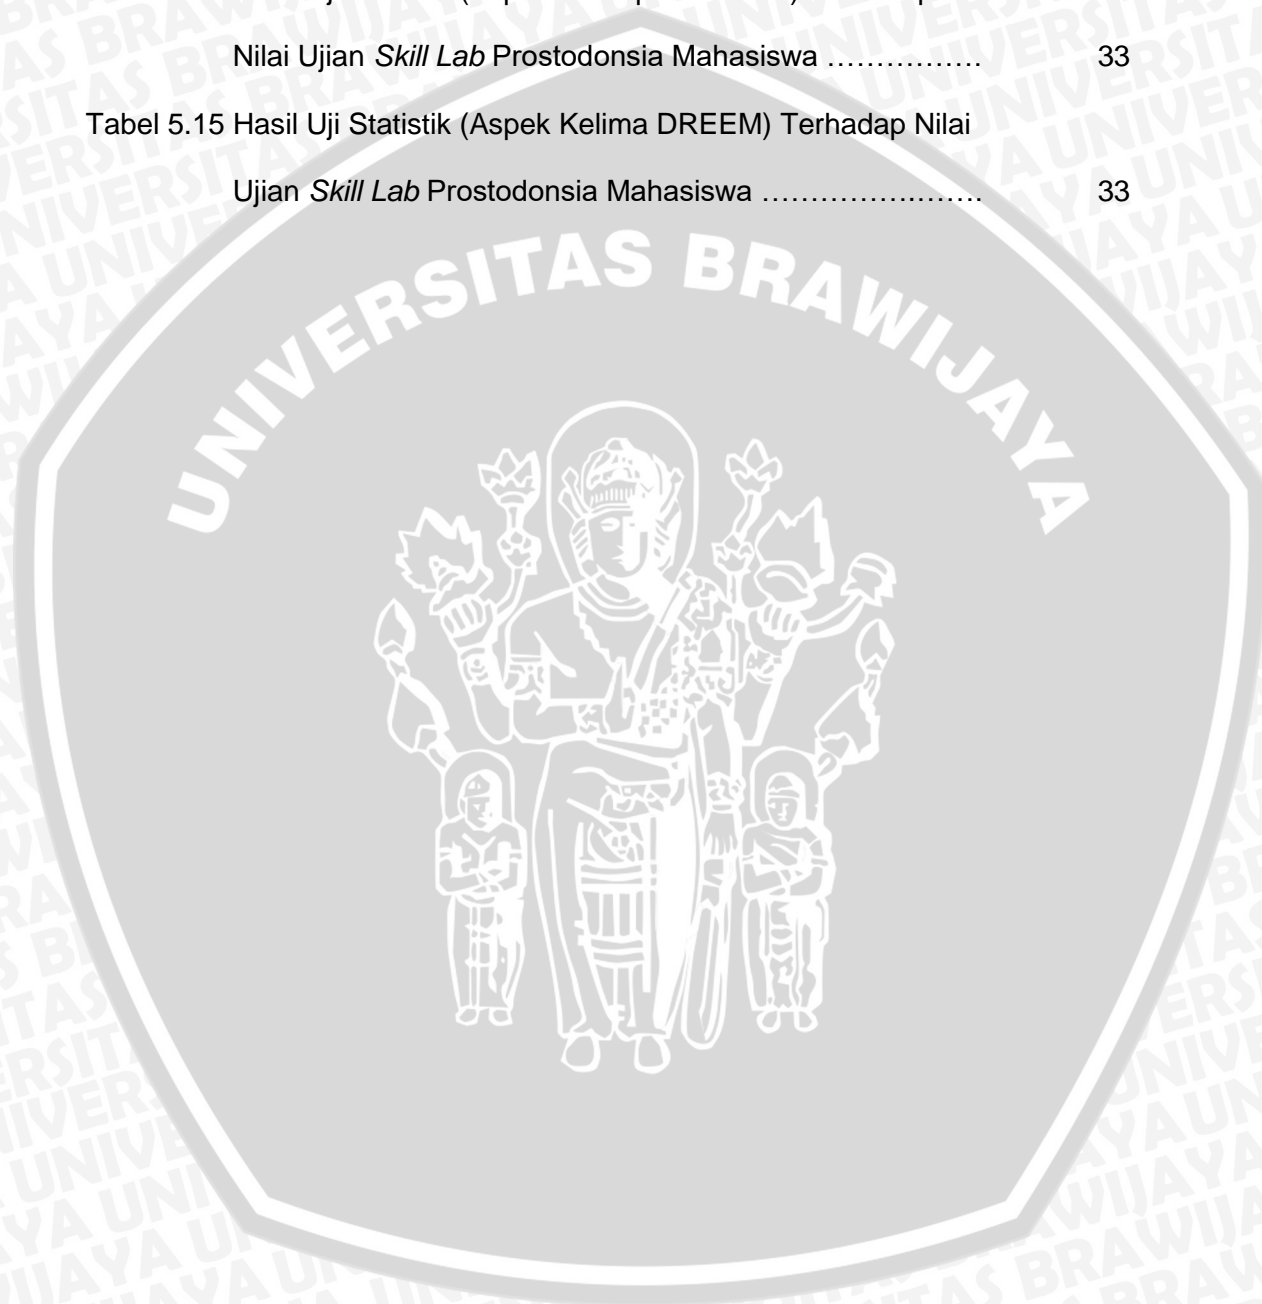 Nilai Ujian Skill Lab Prostodonsia Mahasiswa ……………. 33
Tabel 5.15 Hasil Uji Statistik (Aspek Kelima DREEM) Terhadap Nilai
Ujian Skill Lab Prostodonsia Mahasiswa …………….……. 33
UNIVERSITAS BRAWIJAYA